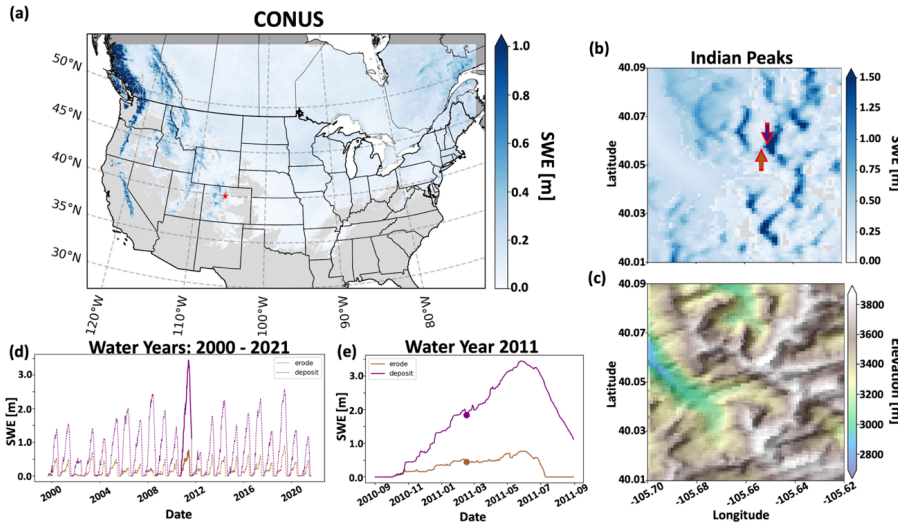 (a)
CONUS
50°N
45°N
40°N
35°N
30°N
120°W
110°W
100°W
90°W
80°W
1.0
0.8
0.6
0.4
0.2
0.0
SWE [m]
(b)
Indian Peaks
40.09
40.07
40.05
40.03
40.01
Latitude
1.50
1.25
1.00
0.75
0.50
0.25
0.00
SWE [m]
(c)
40.09
40.07
40.05
40.03
40.01
Latitude
-105.70
-105.68
-105.66
-105.64
-105.62
Longitude
3800
3600
3400
3200
3000
2800
Elevation [m]
(d)
Water Years: 2000 - 2021
erode
deposit
3.0
2.0
1.0
0.0
SWE [m]
2000
2004
2008
2012
2016
2020
Date
(e)
Water Year 2011
erode
deposit
3.0
2.0
1.0
0.0
SWE [m]
2010-09
2010-11
2011-01
2011-03
2011-05
2011-07
2011-09
Date